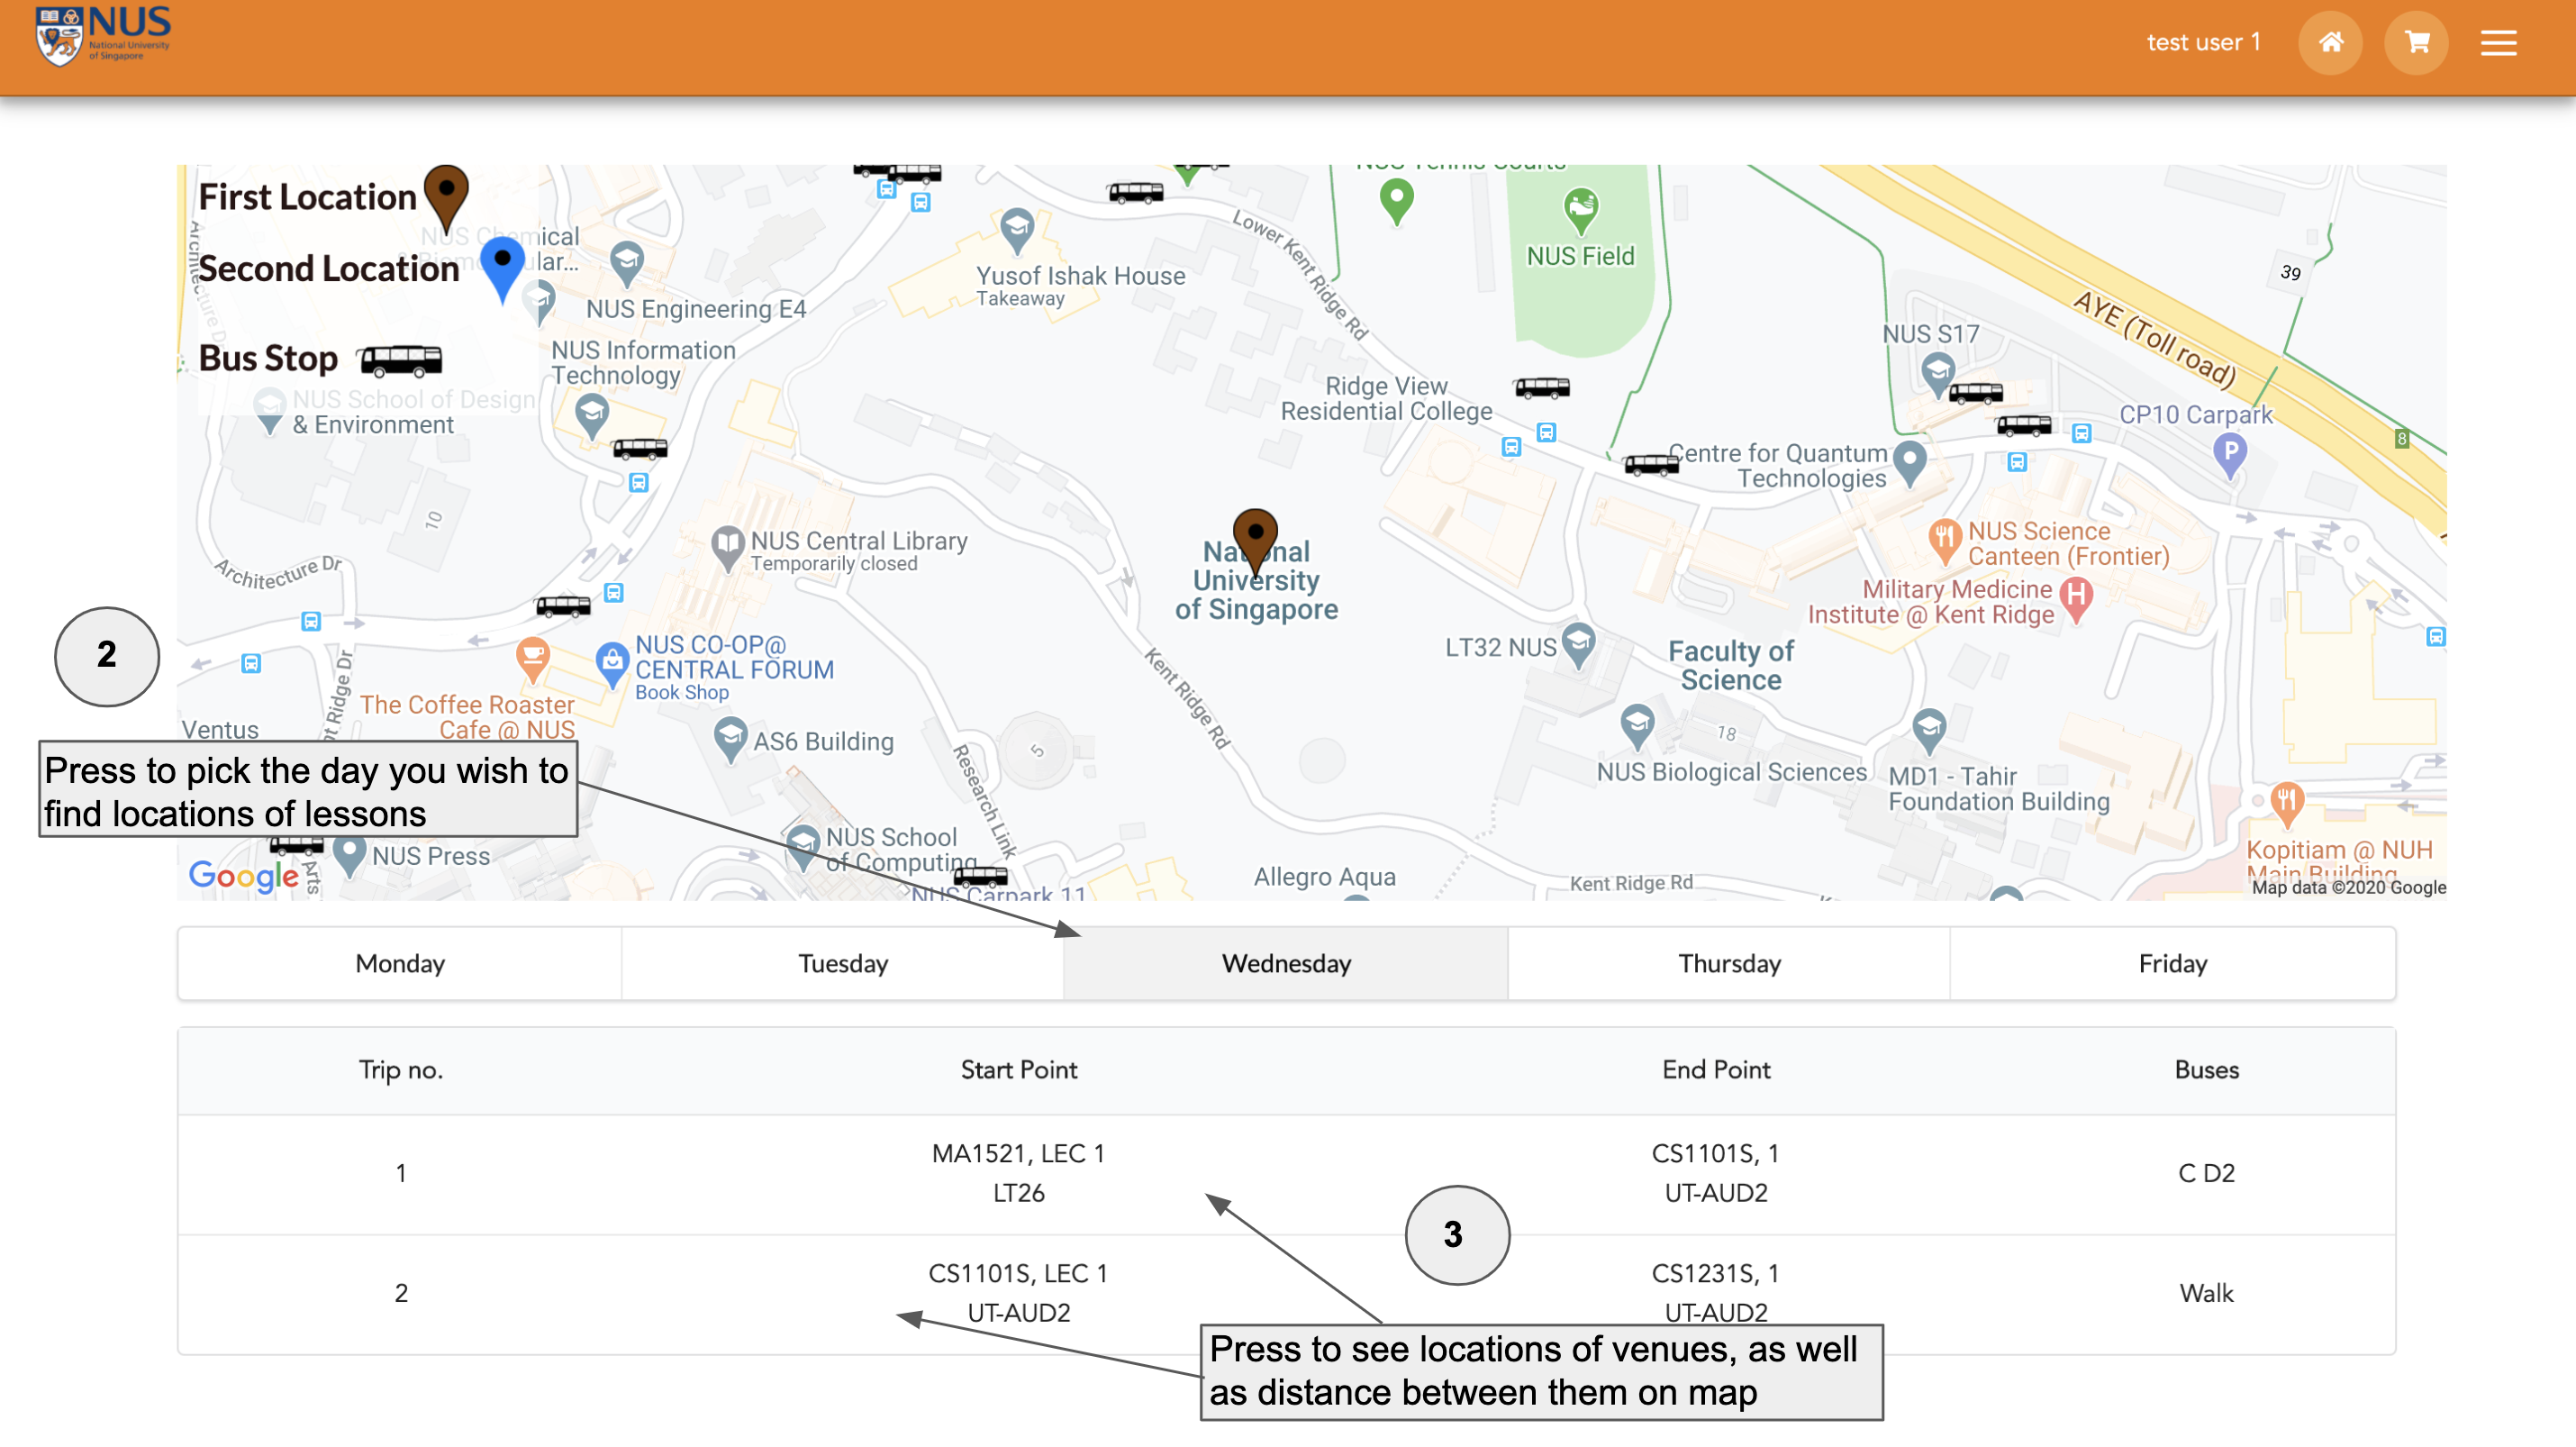 NUS
National University
of Singapore
test user 1
First Location
Second Location
Bus Stop
NUS Chemical
lar...
NUS Engineering E4
NUS Information
Technology
NUS School of Design
& Environment
Architecture Dr
10
Yusof Ishak House
Takeaway
Lower Kent Ridge Rd
NUS Tennis Courts
NUS Field
Ridge View
Residential College
NUS S17
39
AYE (Toll road)
8
CP10 Carpark
P
Centre for Quantum
Technologies
NUS Science
Canteen (Frontier)
Military Medicine
Institute @ Kent Ridge
H
NUS Central Library
Temporarily closed
National
University
of Singapore
LT32 NUS
Faculty of
Science
NUS CO-OP@
CENTRAL FORUM
Book Shop
The Coffee Roaster
Cafe @ NUS
Ventus
nt Ridge Dr
AS6 Building
Research Link
5
Kent Ridge Rd
18
NUS Biological Sciences
MD1 - Tahir
Foundation Building
NUS School
of Computing
NUS Carpark 11
NUS Press
Arts
Allegro Aqua
Kent Ridge Rd
Kopitiam @ NUH
Main Building
Google
Map data ©2020 Google
2
Press to pick the day you wish to
find locations of lessons
Monday Tuesday Wednesday Thursday Friday
Trip no. Start Point End Point Buses
1 MA1521, LEC 1 CS1101S, 1 C D2
LT26 UT-AUD2
3
2 CS1101S, LEC 1 CS1231S, 1 Walk
UT-AUD2 UT-AUD2
Press to see locations of venues, as well
as distance between them on map